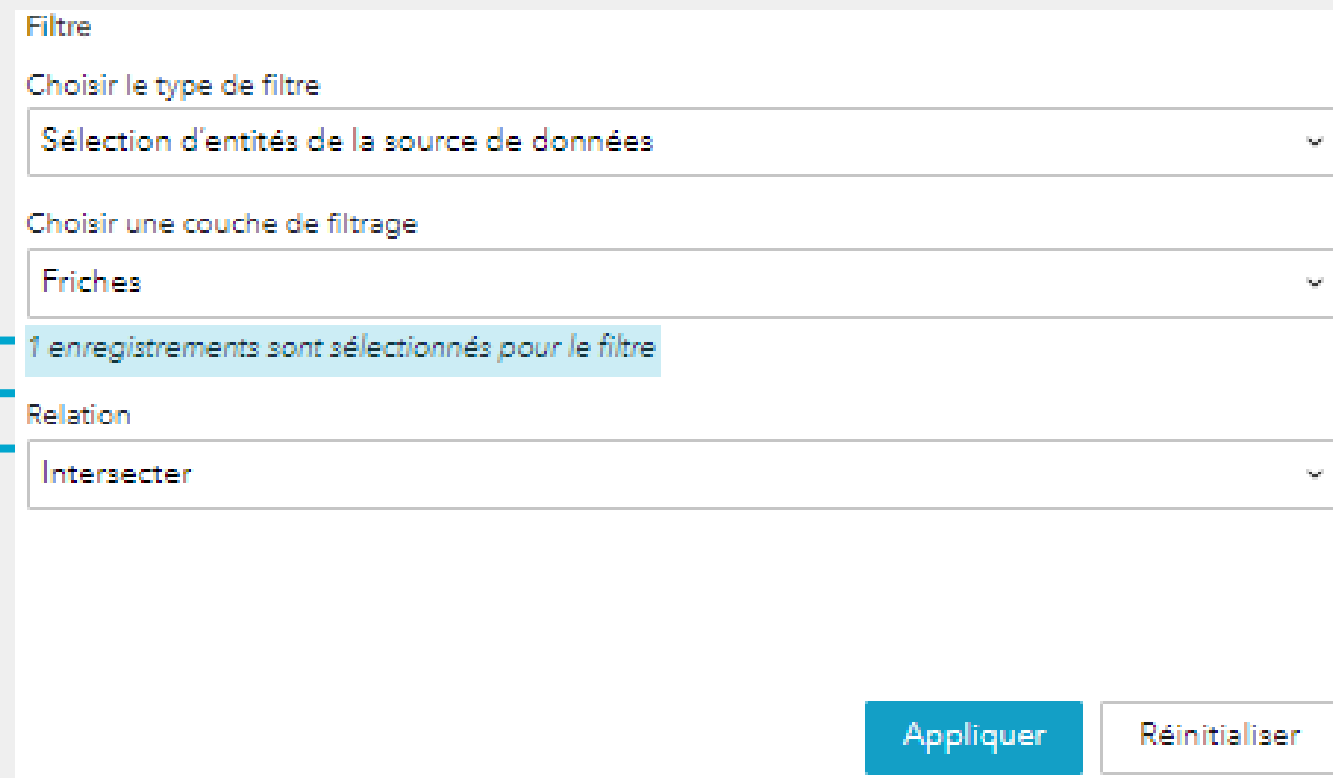 Filtre
Choisir le type de filtre
Sélection d'entités de la source de données
Choisir une couche de filtrage
Friches
1 enregistrements sont sélectionnés pour le filtre
Relation
Intersecter
Appliquer
Réinitialiser